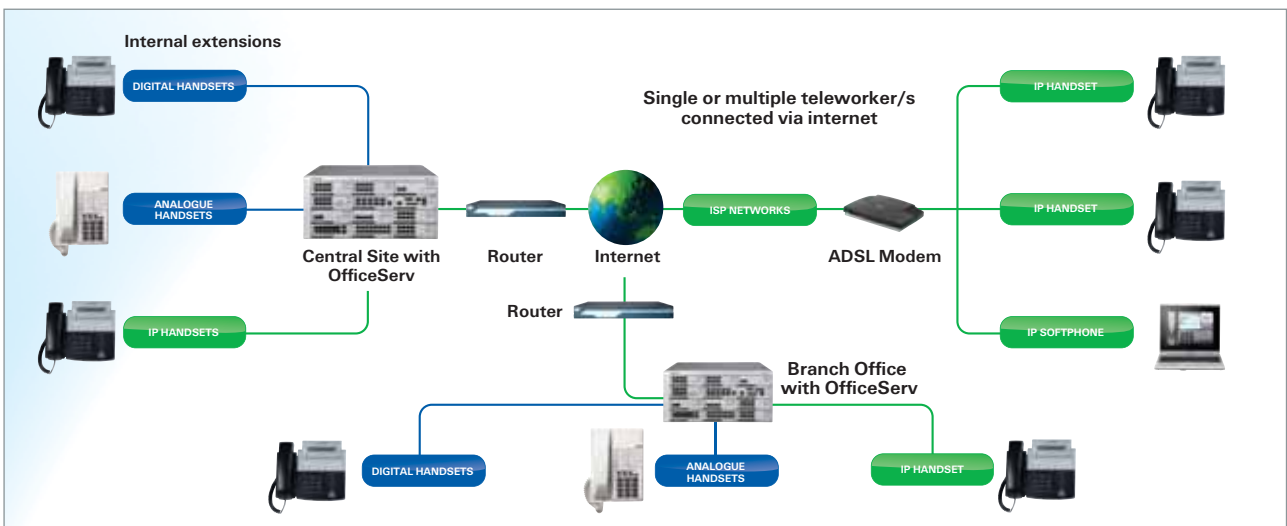 Internal extensions
DIGITAL HANDSETS
IP HANDSET
Single or multiple teleworker/s
connected via internet
ANALOGUE
HANDSETS
ISP NETWORKS
IP HANDSET
Central Site with
OfficeServ
Router
Internet
ADSL Modem
Router
IP HANDSETS
IP SOFTPHONE
Branch Office
with OfficeServ
DIGITAL HANDSETS
ANALOGUE
HANDSETS
IP HANDSET